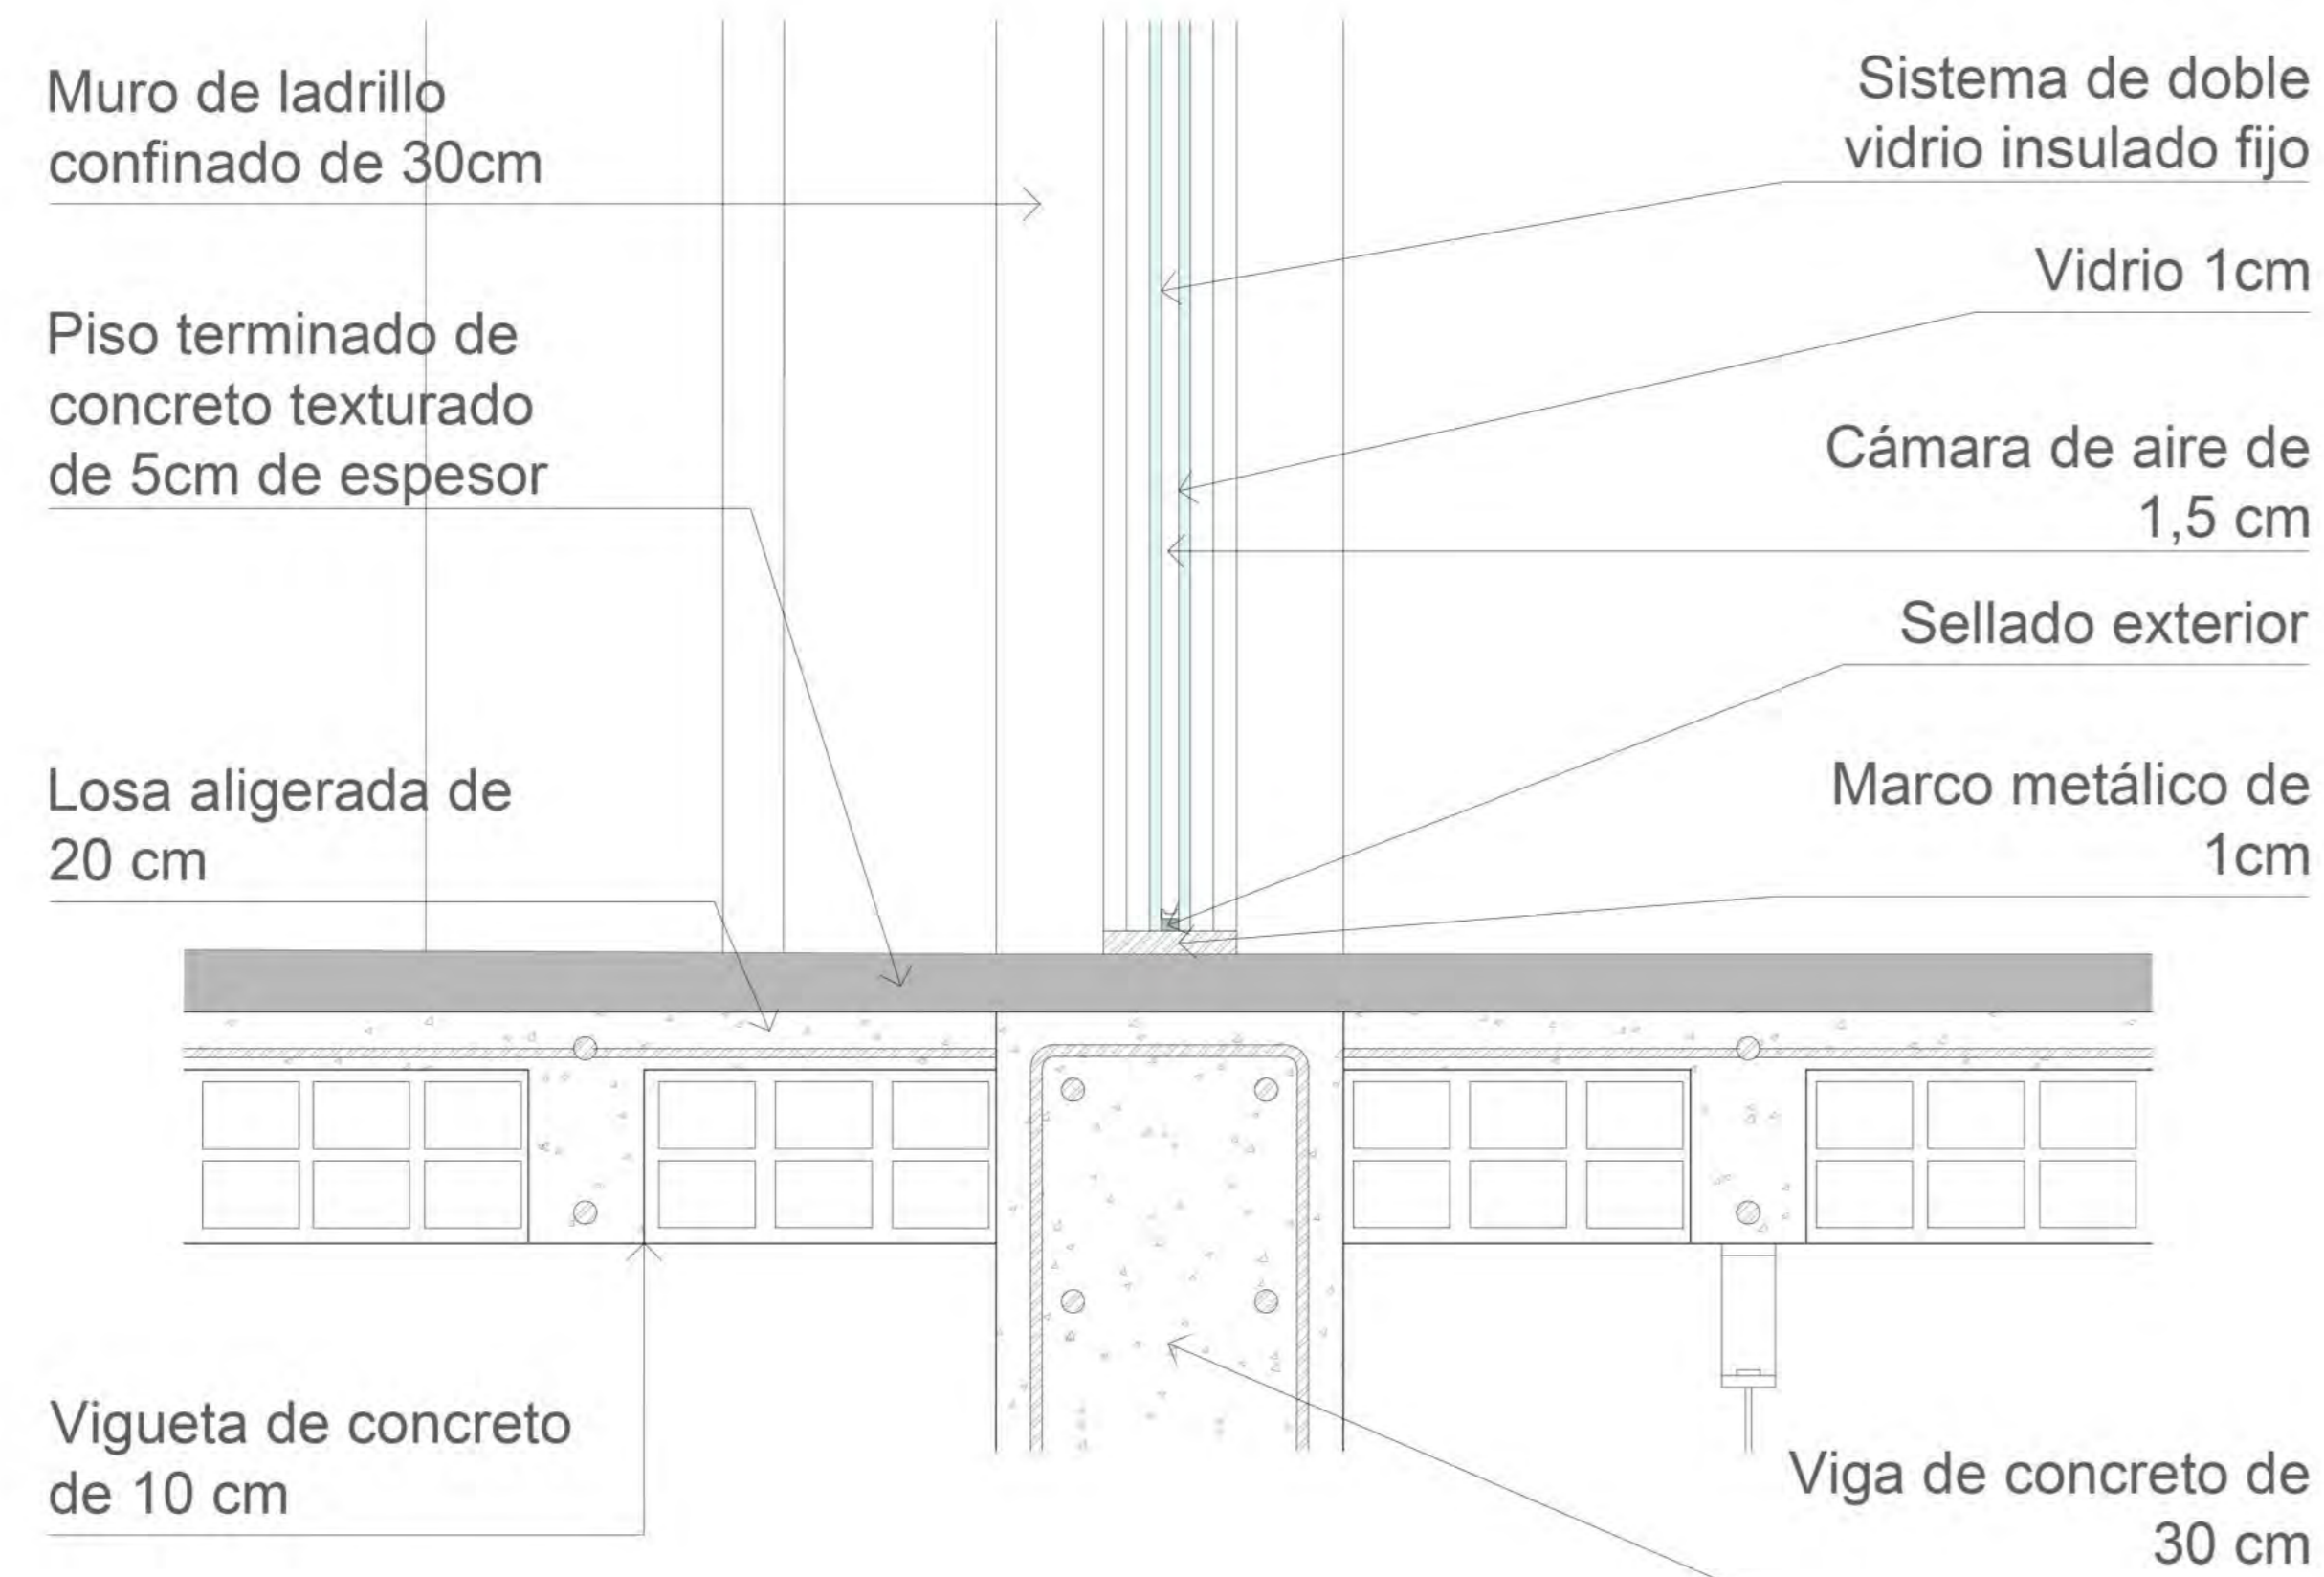 Muro de ladrillo
confinado de 30cm
Piso terminado de
concreto texturado
de 5cm de espesor
Losa aligerada de
20 cm
Vigueta de concreto
de 10 cm
Sistema de doble
vidrio insulado fijo
Vidrio 1cm
Cámara de aire de
1,5 cm
Sellado exterior
Marco metálico de
1cm
Viga de concreto de
30 cm